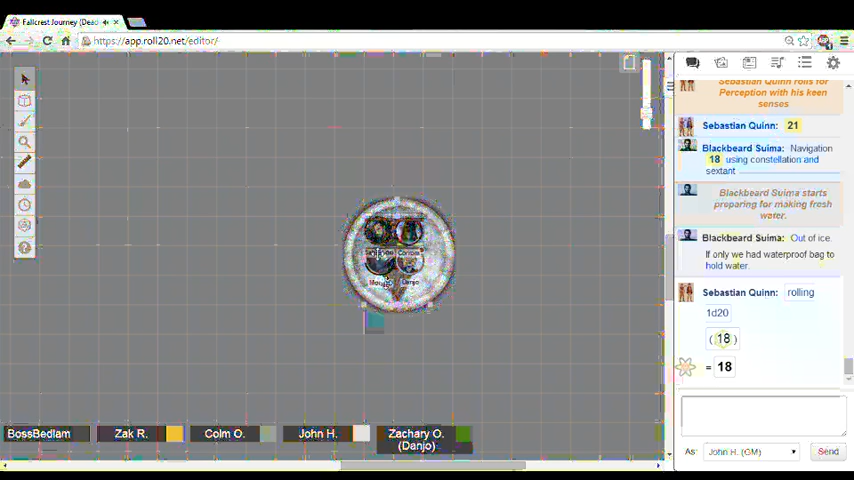 Fallcrest Journey (Dead
https://app.roll20.net/editor/
Sebastian Quinn rolls for
Perception with his keen
senses
Sebastian Quinn: 21
Blackbeard Suima: Navigation
18 using constellation and
sextant
Blackbeard Suima starts
preparing for making fresh
water.
Blackbeard Suima: Out of ice.
If only we had waterproof bag to
hold water.
Sebastian Quinn: rolling
1d20
(18)
= 18
Danjo
BossBedlam
Zak R.
Colm O.
John H.
Zachary O.
(Danjo)
As:
John H. (GM)
Send